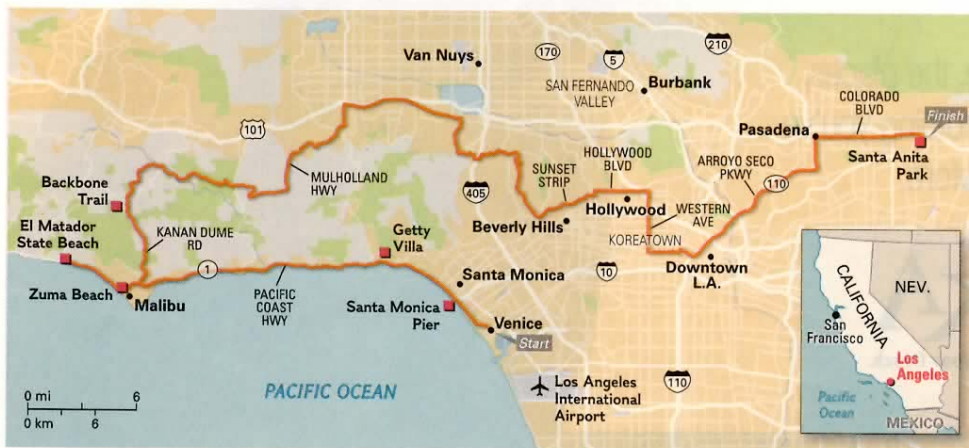 Van Nuys
170
5
210
SAN FERNANDO
VALLEY
Burbank
COLORADO
BLVD
Finish
Pasadena
101
HOLLYWOOD
BLVD
ARROYO SECO
PKWY
Santa Anita
Park
MULHOLLAND
HWY
SUNSET
STRIP
110
Backbone
Trail
405
Hollywood
WESTERN
AVE
El Matador
State Beach
KANAN DUME
RD
Getty
Villa
Beverly Hills
KOREATOWN
1
10
Downtown
L.A.
Santa Monica
Zuma Beach
Malibu
PACIFIC
COAST
HWY
Santa Monica
Pier
Venice
Start
PACIFIC OCEAN
Los Angeles
International
Airport
110
0 mi 6
0 km 6
CALIFORNIA
NEV.
San
Francisco
Los
Angeles
Pacific
Ocean
MEXICO